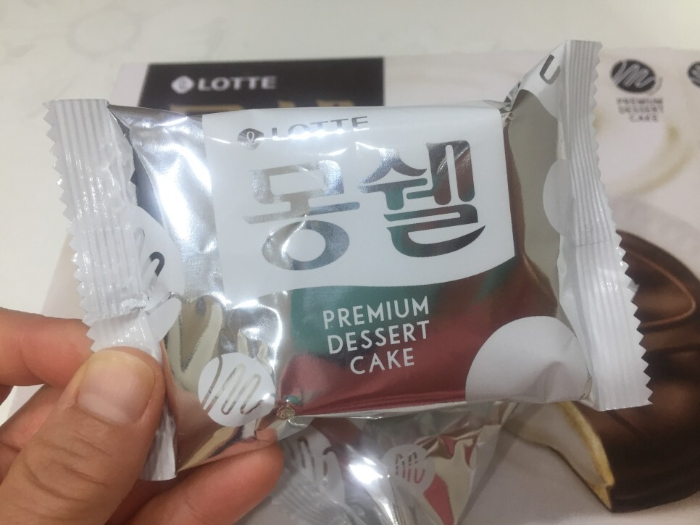 LOTTE
PREMIUM
DESSERT
CAKE
LOTTE
몽쉘
PREMIUM
DESSERT
CAKE